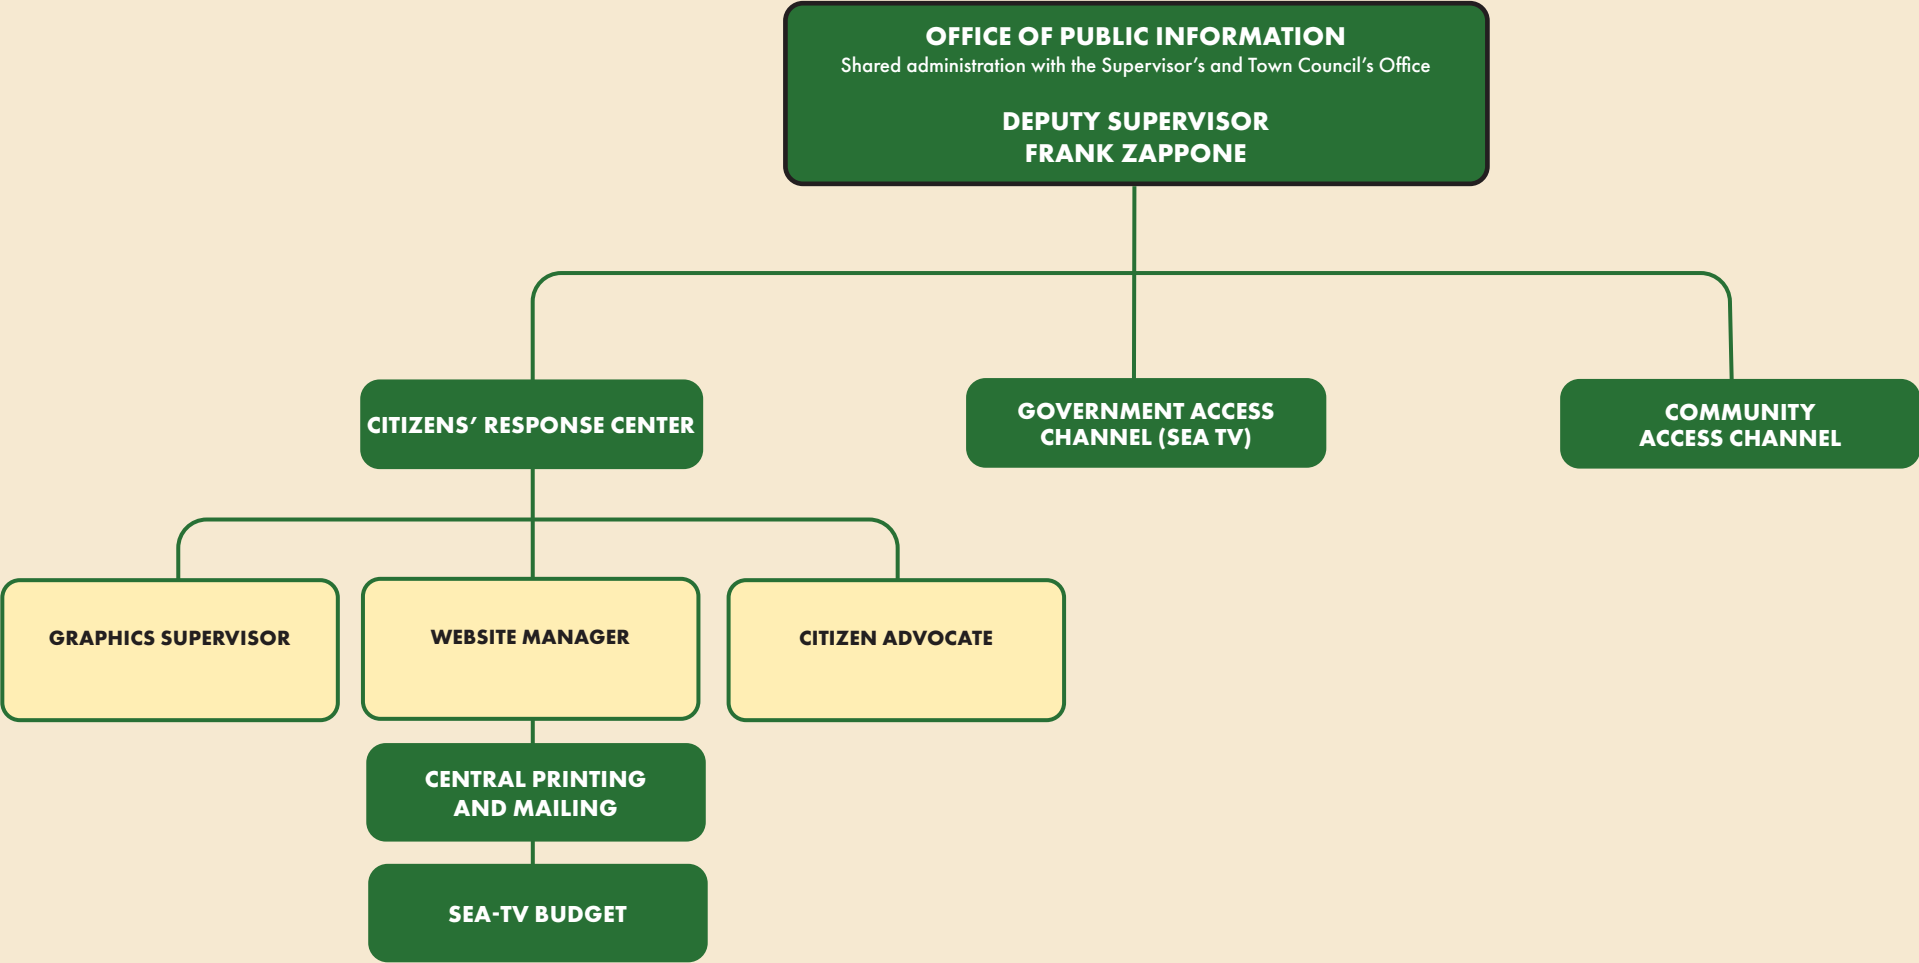 OFFICE OF PUBLIC INFORMATION
Shared administration with the Supervisor’s and Town Council’s Office
DEPUTY SUPERVISOR
FRANK ZAPPONE
CITIZENS’ RESPONSE CENTER
GOVERNMENT ACCESS
CHANNEL (SEA TV)
COMMUNITY
ACCESS CHANNEL
GRAPHICS SUPERVISOR
WEBSITE MANAGER
CITIZEN ADVOCATE
CENTRAL PRINTING
AND MAILING
SEA-TV BUDGET